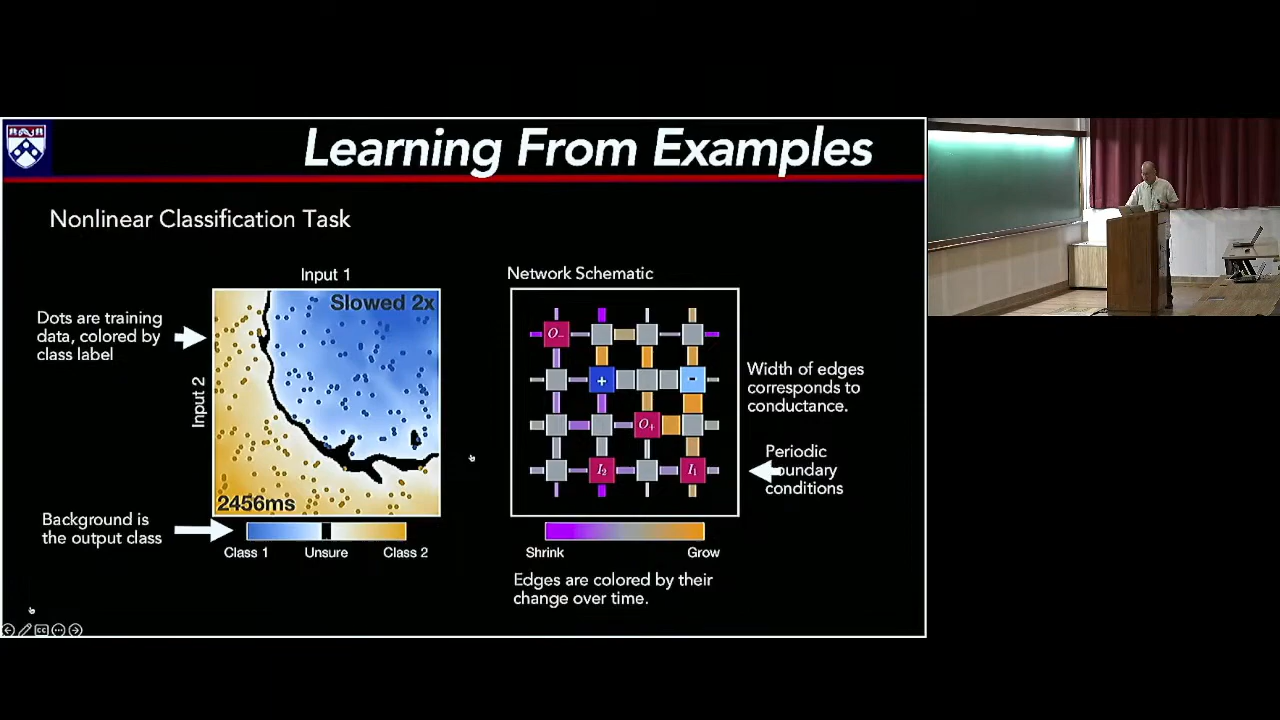 Learning From Examples
Nonlinear Classification Task
Input 1
Slowed 2x
Dots are training
data, colored by
class label
Input 2
2456ms
Background is
the output class
Class 1
Unsure
Class 2
Network Schematic
O−
+
-
O+
I2
I1
Width of edges
corresponds to
conductance.
Periodic
oundary
conditions
Shrink
Grow
Edges are colored by their
change over time.